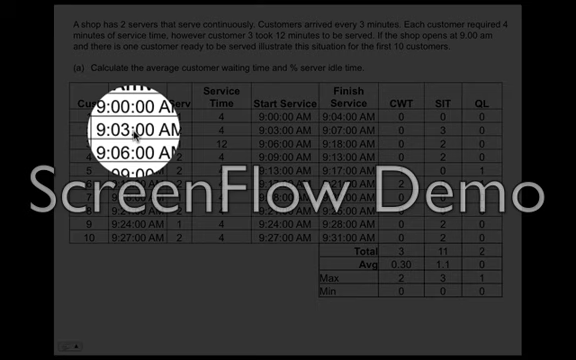 A shop has 2 servers that serve continuously. Customers arrived every 3 minutes. Each customer required 4
minutes of service time, however customer 3 took 12 minutes to be served. If the shop opens at 9.00 am
and there is one customer ready to be served illustrate this situation for the first 10 customers.
(a) Calculate the average customer waiting time and % server idle time.
Service Time Start Service Finish Service CWT SIT QL
9:00:00 AM 4 9:00:00 AM 9:04:00 AM 0 0 0
9:03:00 AM 4 9:03:00 AM 9:07:00 AM 0 3 0
9:06:00 AM 12 9:06:00 AM 9:18:00 AM 0 2 0
2 4 9:09:00 AM 9:13:00 AM 0 2 0
5 4 9:13:00 AM 9:17:00 AM 1
ScreenFlow Demo
9 9:24:00 AM 1 4 9:24:00 AM 9:28:00 AM 0 2 0
10 9:27:00 AM 2 4 9:27:00 AM 9:31:00 AM 0 2 0
Total 3 11 2
Avg 0.30 1.1 0
Max 2 3 1
Min 0 0 0